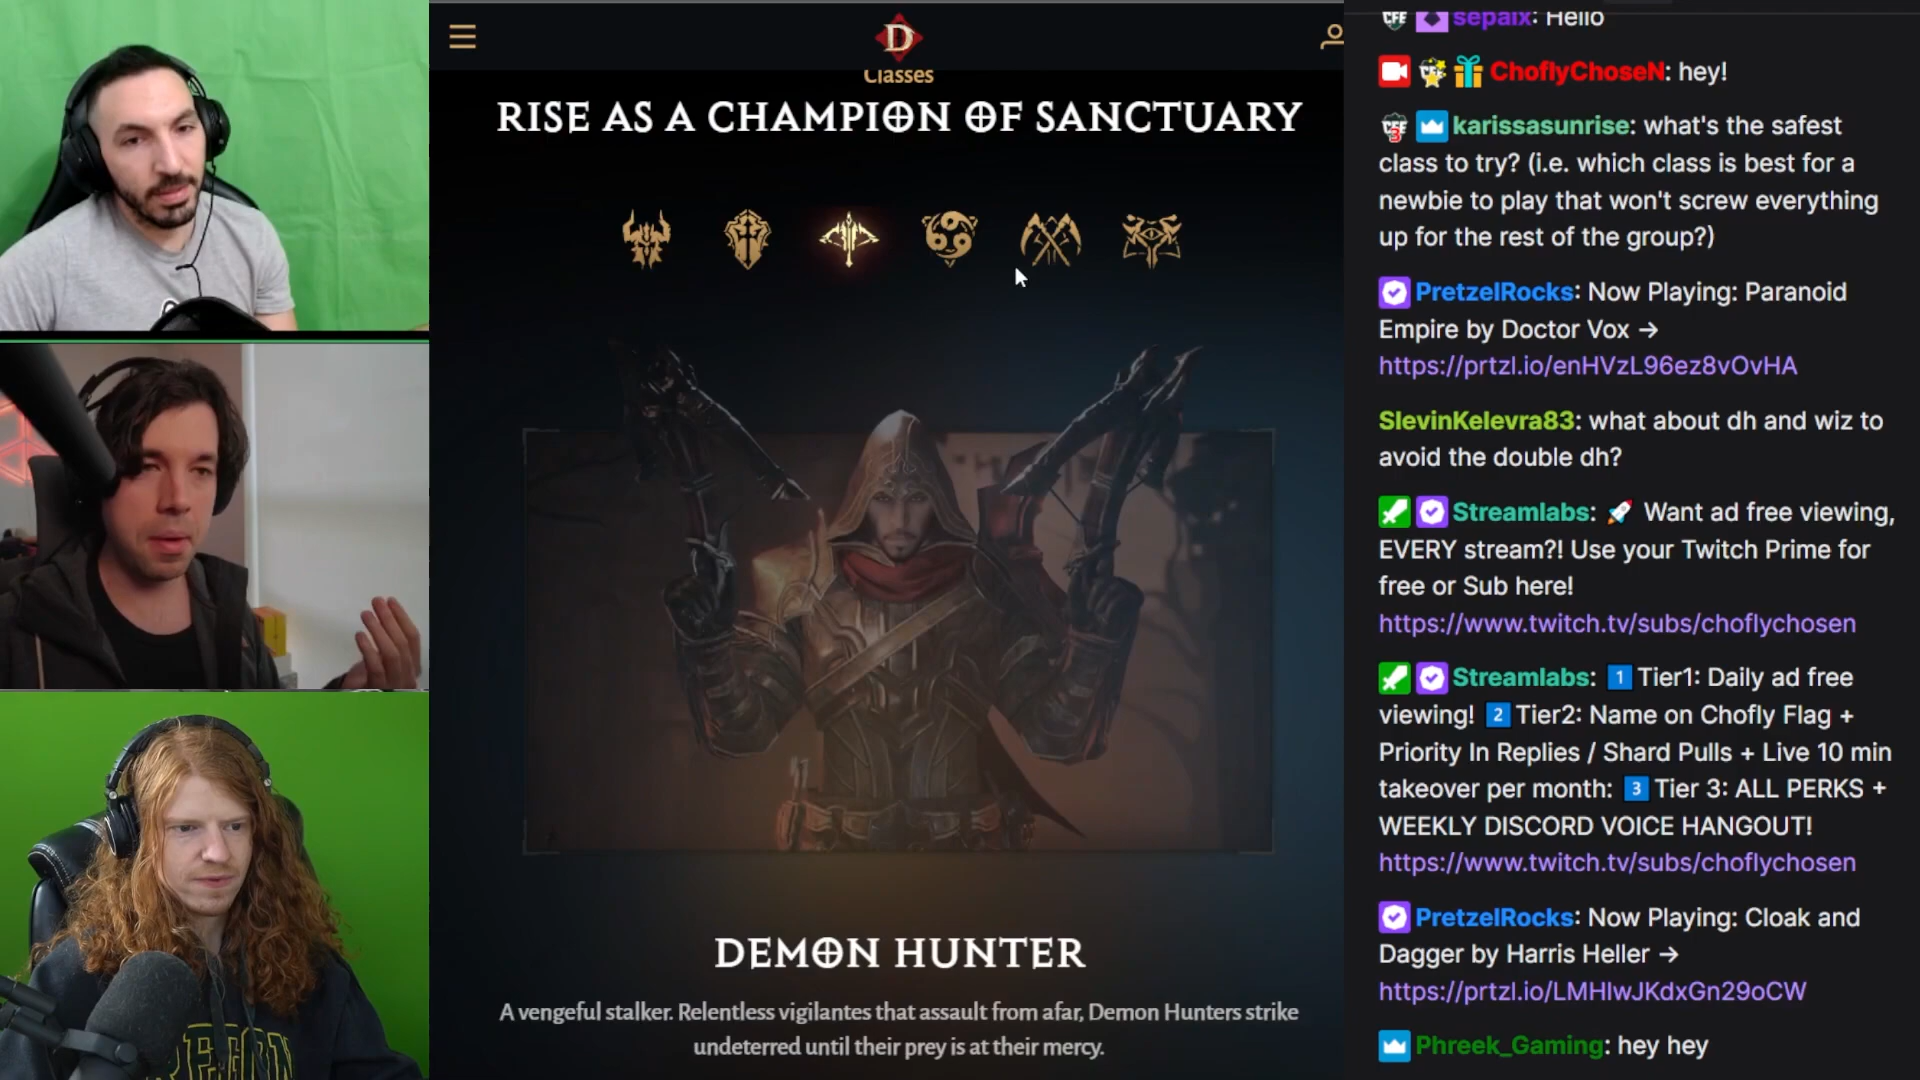 Classes
RISE AS A CHAMPION OF SANCTUARY
DEMON HUNTER
A vengeful stalker. Relentless vigilantes that assault from afar, Demon Hunters strike
undeterred until their prey is at their mercy.
sepaix: Hello
ChoflyChoseN: hey!
karissasunrise: what's the safest
class to try? (i.e. which class is best for a
newbie to play that won't screw everything
up for the rest of the group?)
PretzelRocks: Now Playing: Paranoid
Empire by Doctor Vox →
https://prtzl.io/enHVzL96ez8vOvHA
SlevinKelevra83: what about dh and wiz to
avoid the double dh?
Streamlabs: 🚀 Want ad free viewing,
EVERY stream?! Use your Twitch Prime for
free or Sub here!
https://www.twitch.tv/subs/choflychosen
Streamlabs: 1 Tier1: Daily ad free
viewing! 2 Tier2: Name on Chofly Flag +
Priority In Replies / Shard Pulls + Live 10 min
takeover per month: 3 Tier 3: ALL PERKS +
WEEKLY DISCORD VOICE HANGOUT!
https://www.twitch.tv/subs/choflychosen
PretzelRocks: Now Playing: Cloak and
Dagger by Harris Heller →
https://prtzl.io/LMHlwJKdxGn29oCW
Phreek_Gaming: hey hey